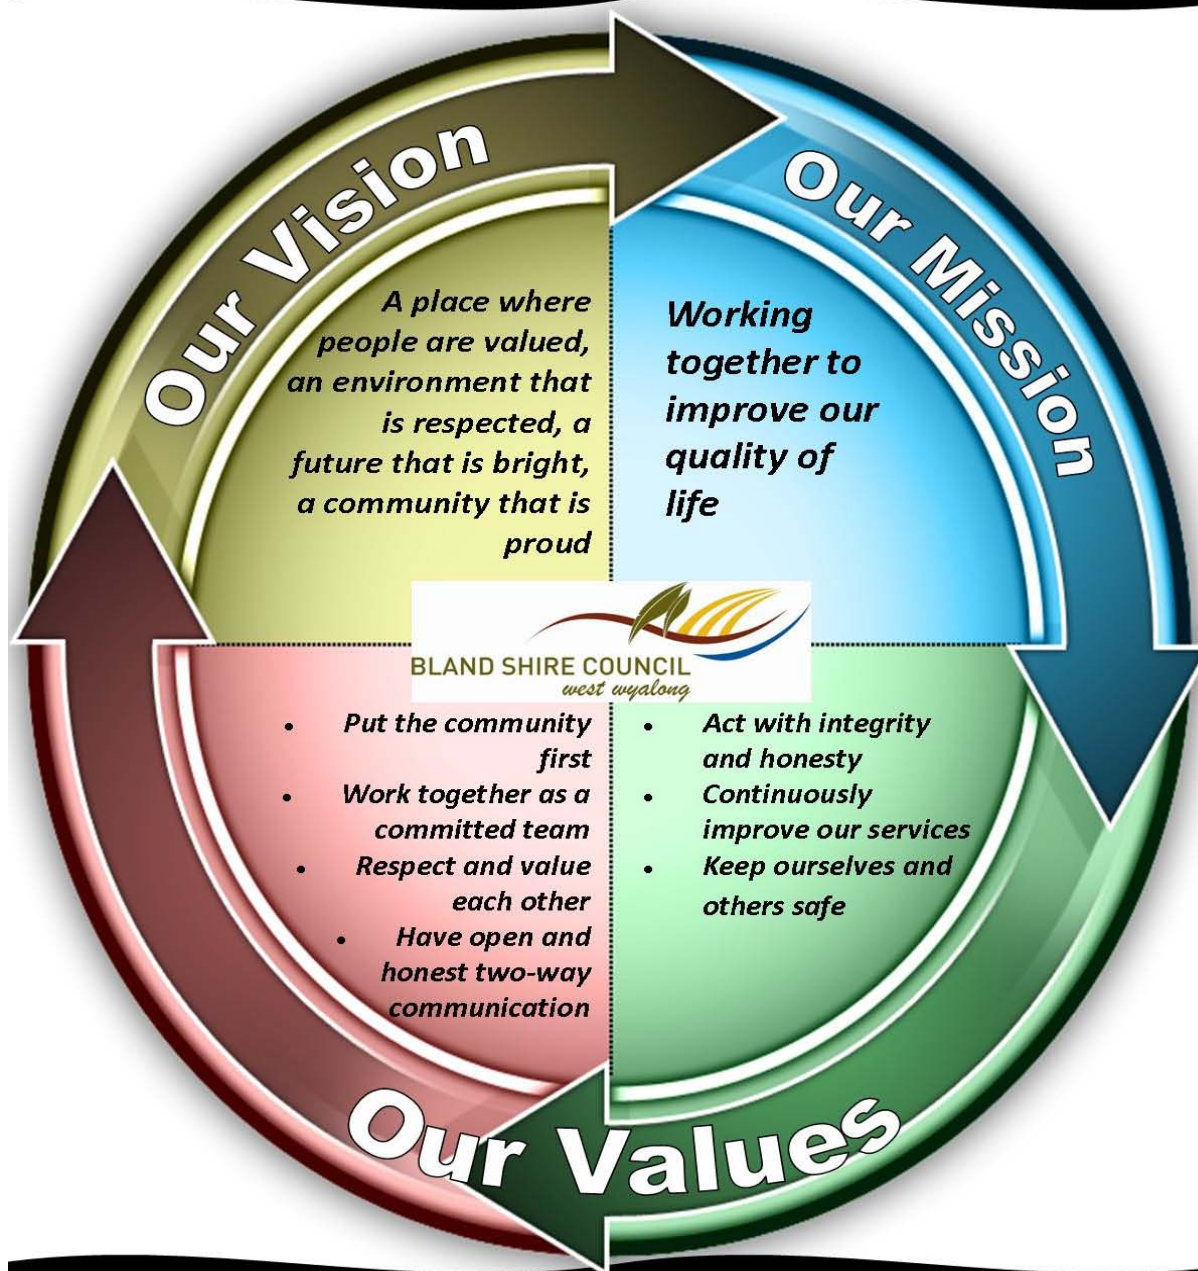 Our Vision
A place where
people are valued,
an environment that
is respected, a
future that is bright,
a community that is
proud
Our Mission
Working
together to
improve our
quality of
life
BLAND SHIRE COUNCIL
west wyalong
• Put the community
first
• Work together as a
committed team
• Respect and value
each other
• Have open and
honest two-way
communication
• Act with integrity
and honesty
• Continuously
improve our services
• Keep ourselves and
others safe
Our Values